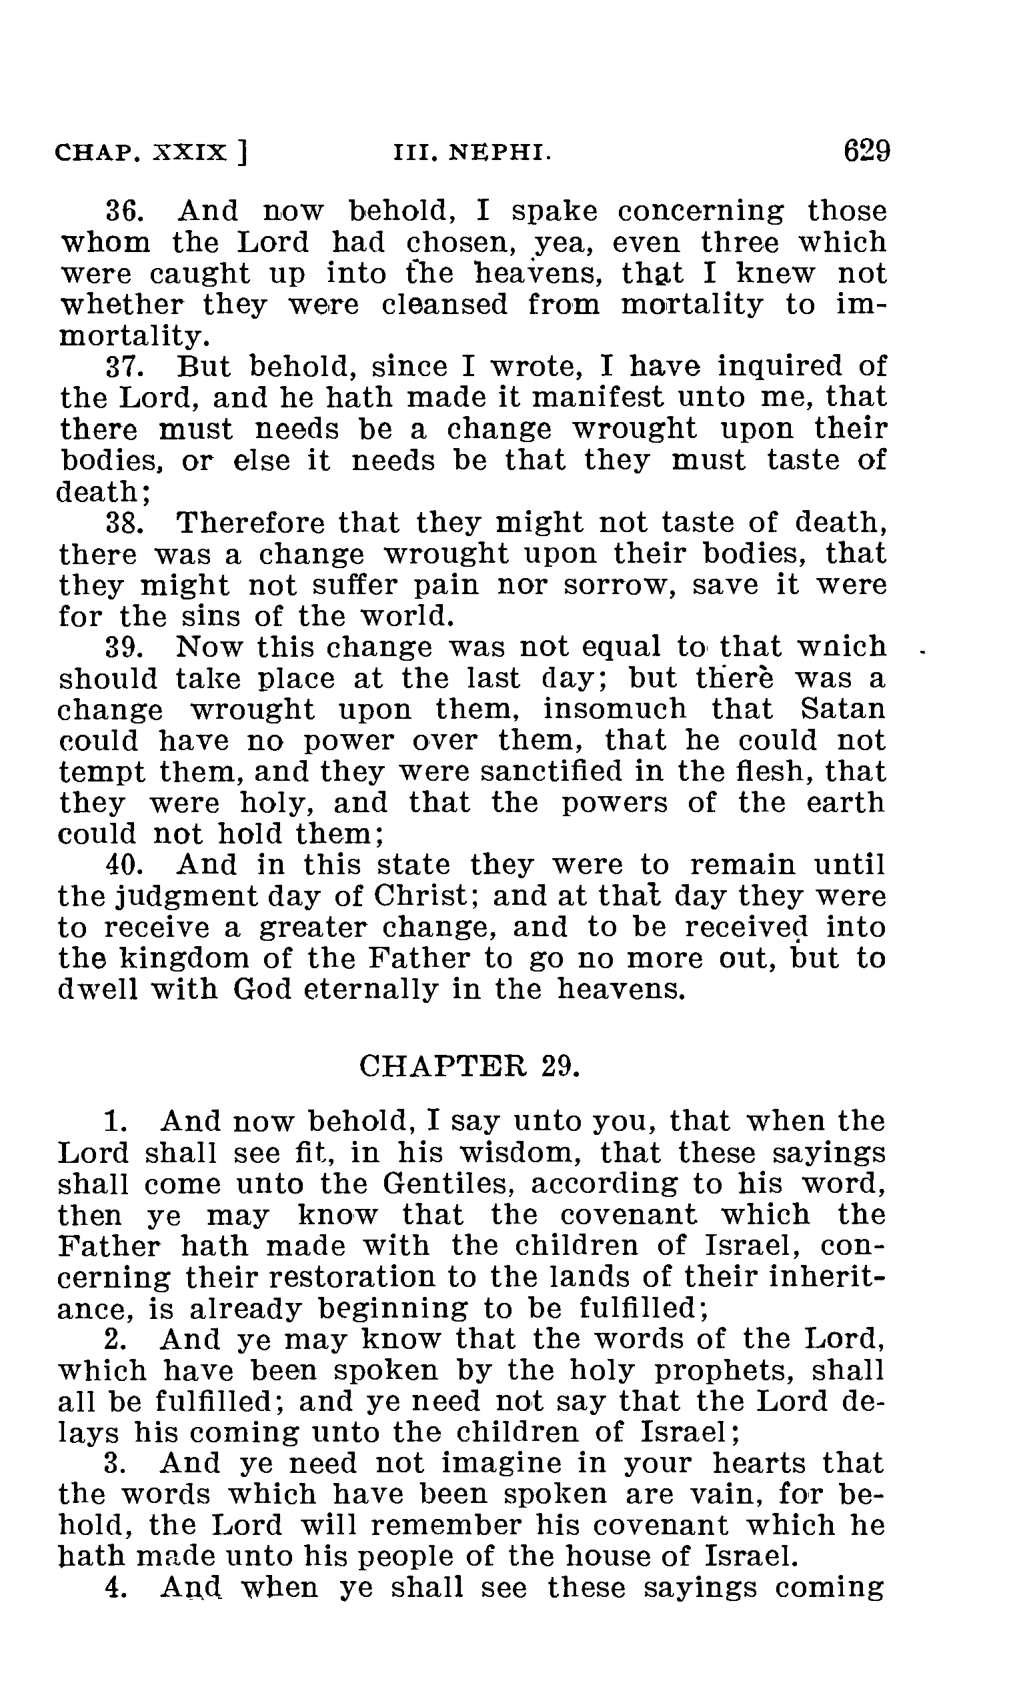 CHAP. XXIX ] III. NEPHI. 629
36. And now behold, I spake concerning those
whom the Lord had chosen, yea, even three which
were caught up into the heavens, that I knew not
whether they were cleansed from mortality to im-
mortality.
37. But behold, since I wrote, I have inquired of
the Lord, and he hath made it manifest unto me, that
there must needs be a change wrought upon their
bodies, or else it needs be that they must taste of
death;
38. Therefore that they might not taste of death,
there was a change wrought upon their bodies, that
they might not suffer pain nor sorrow, save it were
for the sins of the world.
39. Now this change was not equal to that which
should take place at the last day; but there was a
change wrought upon them, insomuch that Satan
could have no power over them, that he could not
tempt them, and they were sanctified in the flesh, that
they were holy, and that the powers of the earth
could not hold them;
40. And in this state they were to remain until
the judgment day of Christ; and at that day they were
to receive a greater change, and to be received into
the kingdom of the Father to go no more out, but to
dwell with God eternally in the heavens.
CHAPTER 29.
1. And now behold, I say unto you, that when the
Lord shall see fit, in his wisdom, that these sayings
shall come unto the Gentiles, according to his word,
then ye may know that the covenant which the
Father hath made with the children of Israel, con-
cerning their restoration to the lands of their inherit-
ance, is already beginning to be fulfilled;
2. And ye may know that the words of the Lord,
which have been spoken by the holy prophets, shall
all be fulfilled; and ye need not say that the Lord de-
lays his coming unto the children of Israel;
3. And ye need not imagine in your hearts that
the words which have been spoken are vain, for be-
hold, the Lord will remember his covenant which he
hath made unto his people of the house of Israel.
4. And when ye shall see these sayings coming